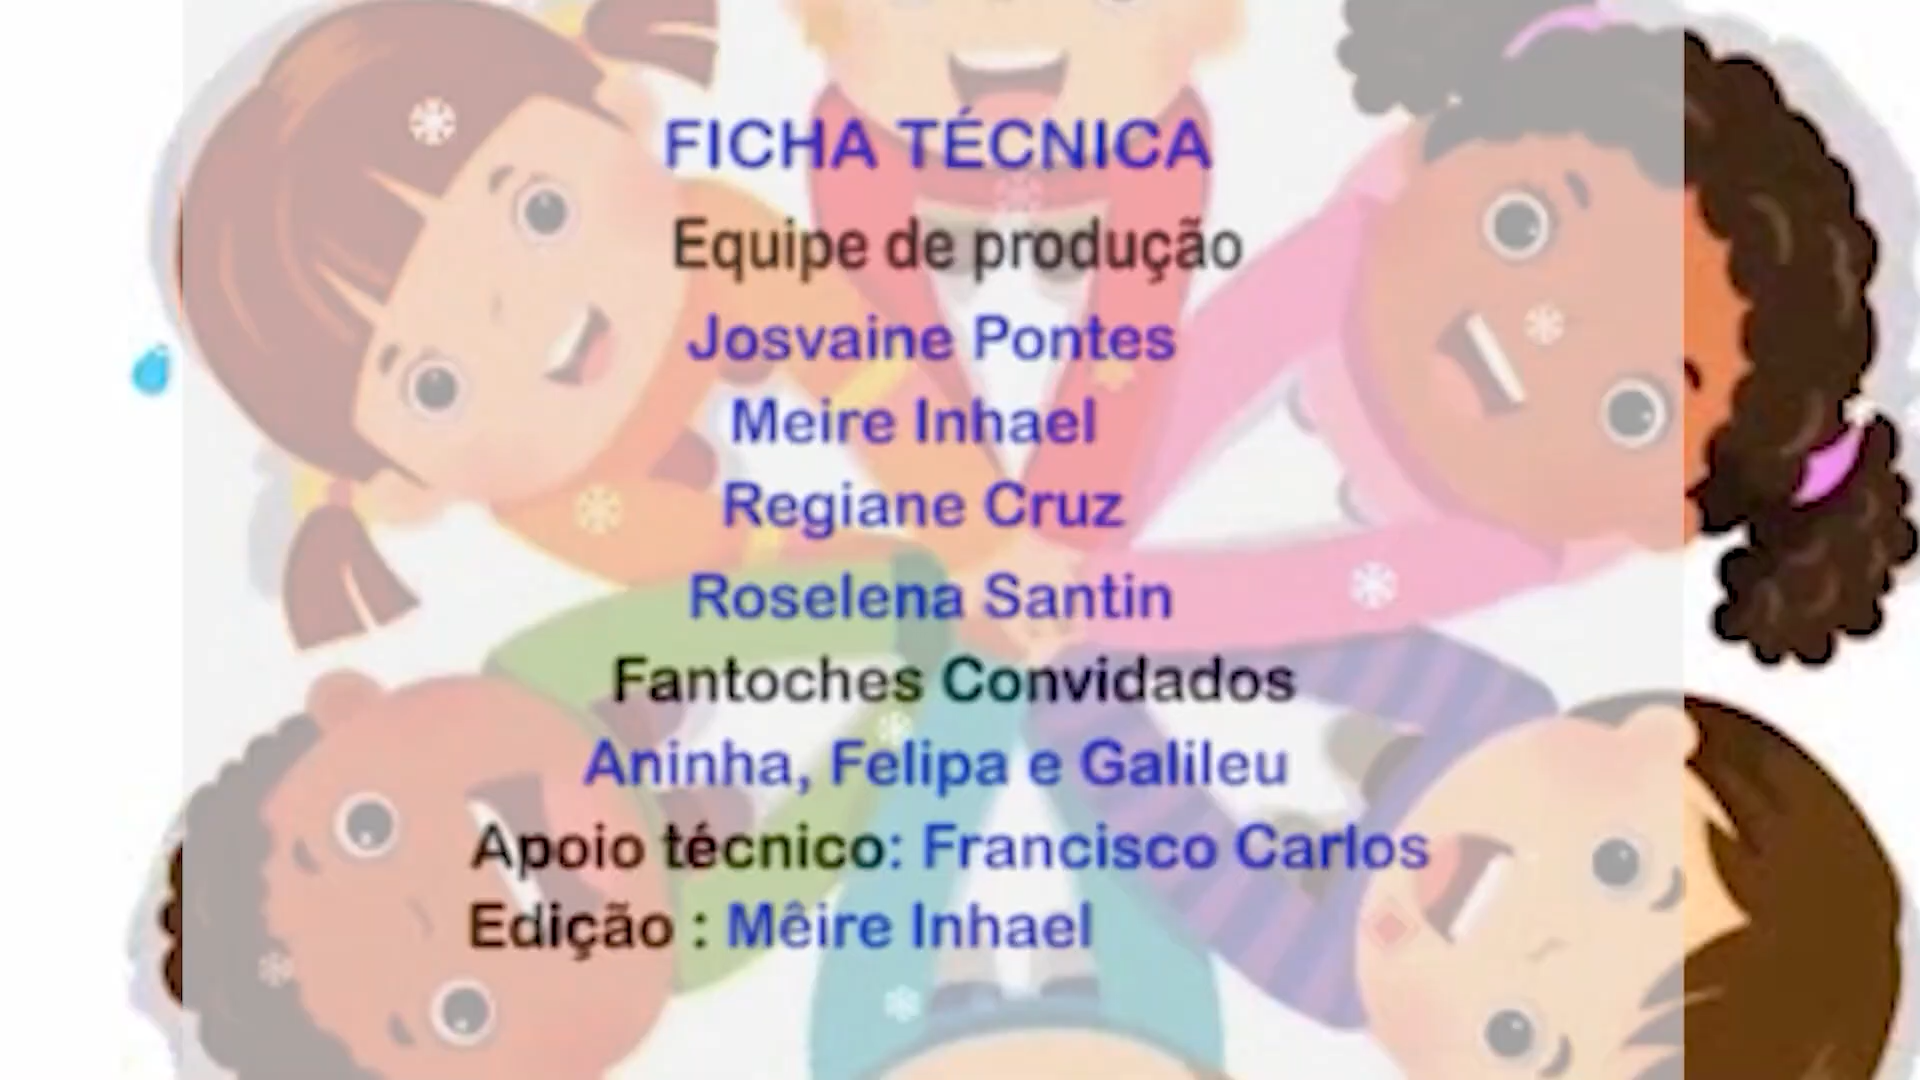 FICHA TÉCNICA
Equipe de produção
Josvaine Pontes
Meire Inhael
Regiane Cruz
Roselena Santin
Fantoches Convidados
Aninha, Felipa e Galileu
Apoio técnico: Francisco Carlos
Edição : Mêire Inhael